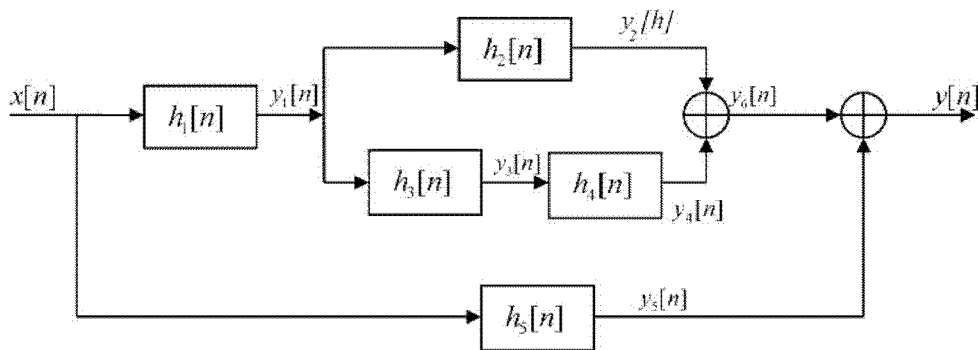 x[n]
h₁[n]
y₁[n]
h₂[n]
y₂[h]
h₃[n]
y₃[n]
h₄[n]
y₄[n]
y₆[n]
y[n]
h₅[n]
y₅[n]